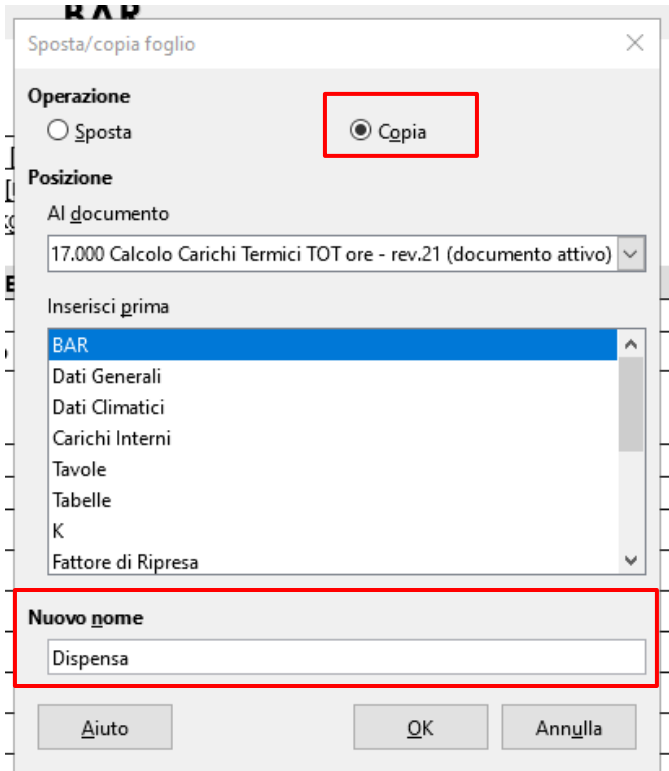 BAR
Sposta/copia foglio
Operazione
Sposta
Copia
Posizione
Al documento
17.000 Calcolo Carichi Termici TOT ore - rev.21 (documento attivo)
Inserisci prima
BAR
Dati Generali
Dati Climatici
Carichi Interni
Tavole
Tabelle
K
Fattore di Ripresa
Nuovo nome
Dispensa
Aiuto
OK
Annulla